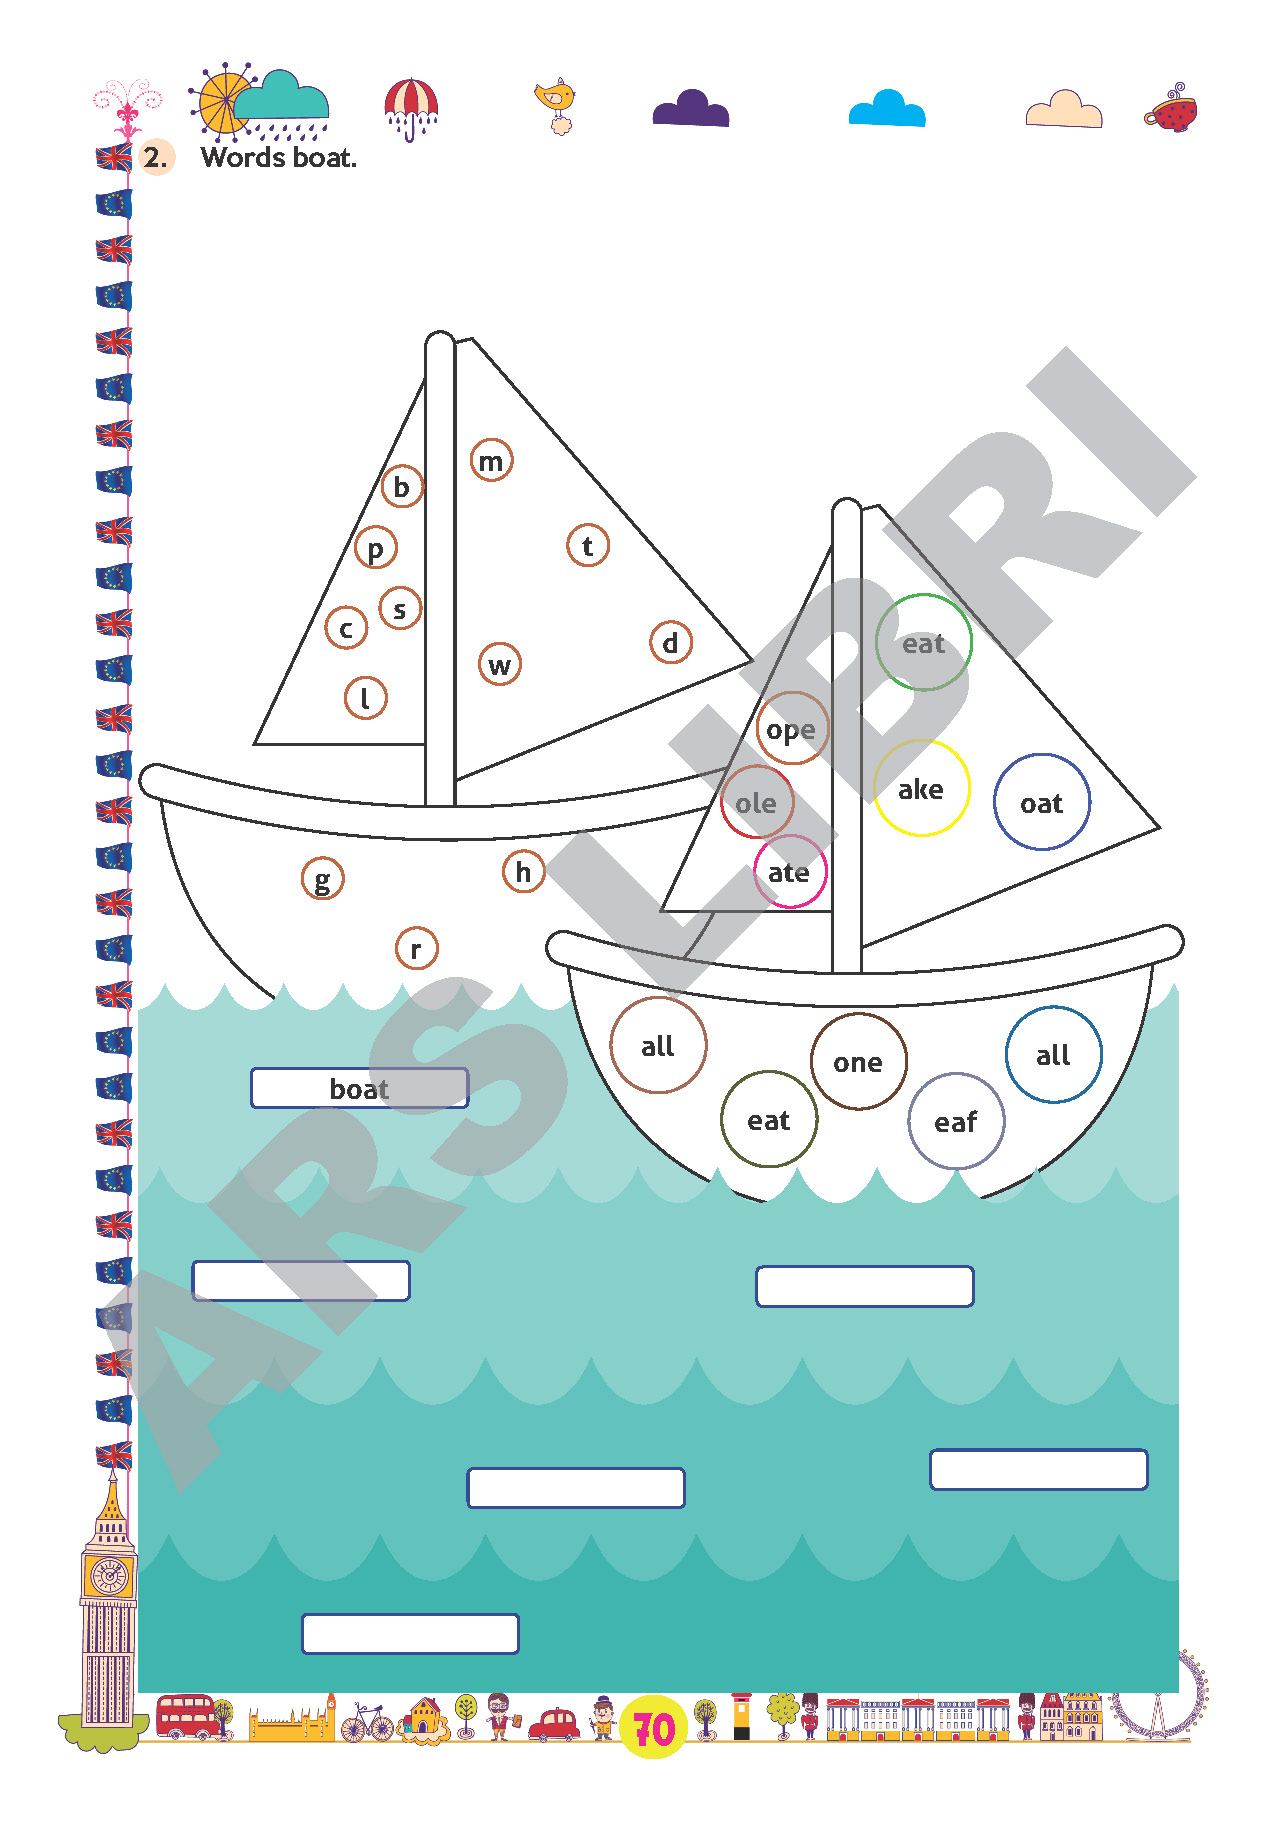 2. Words boat.
m
b
t
p
s
c
d
w
l
eat
ope
ake
ole
oat
ate
h
g
r
all
one
all
eat
eaf
boat
ARS LIBRI
70